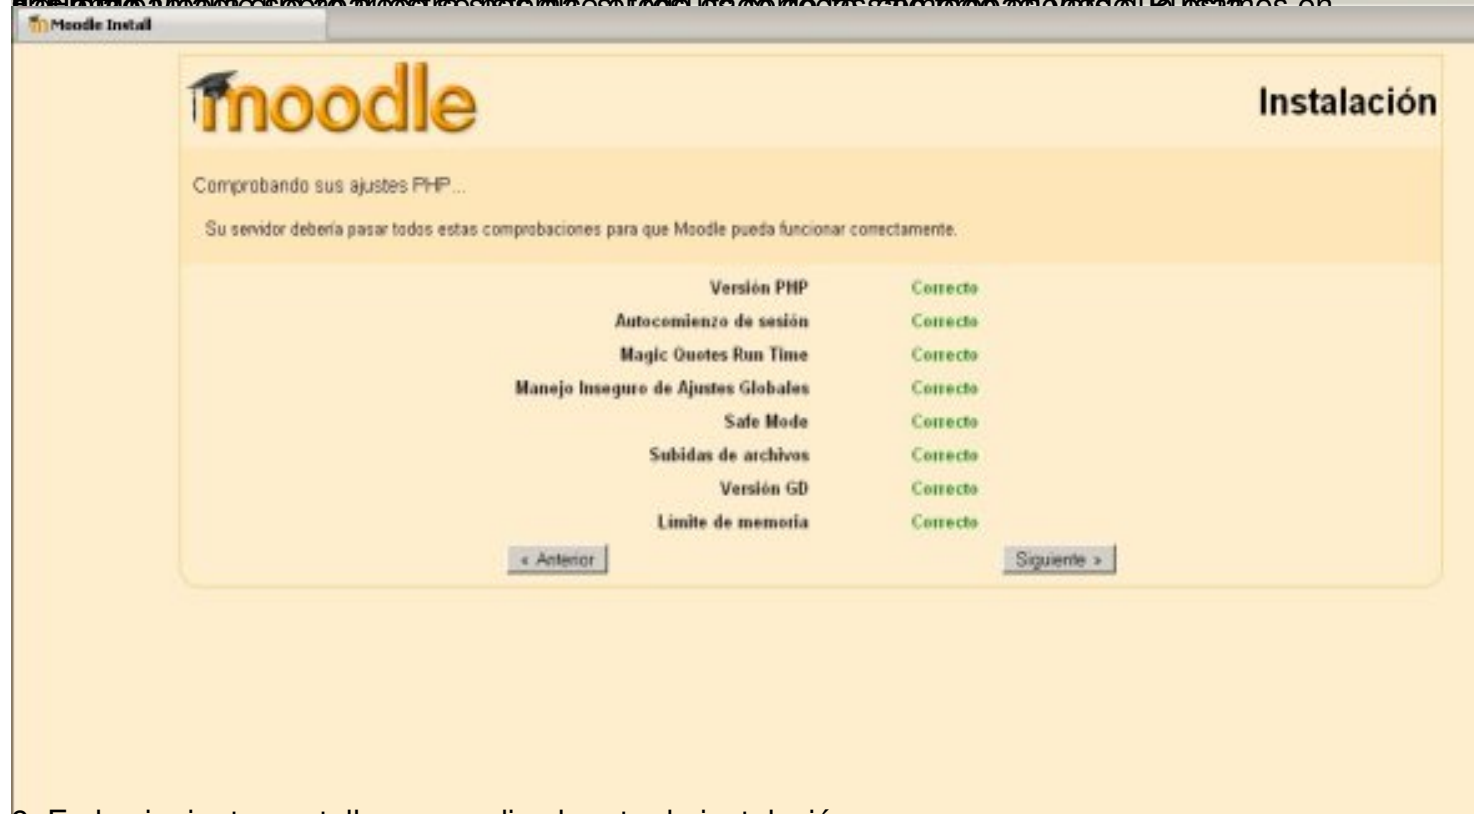 Moodle Install
moodle
Instalación
Comprobando sus ajustes PHP...
Su servidor debería pasar todos estas comprobaciones para que Moodle pueda funcionar correctamente.
Versión PHP Correcto
Autocomienzo de sesión Correcto
Magic Quotes Run Time Correcto
Manejo Inseguro de Ajustes Globales Correcto
Safe Mode Correcto
Subidas de archivos Correcto
Versión GD Correcto
Límite de memoria Correcto
« Anterior
Siguiente »